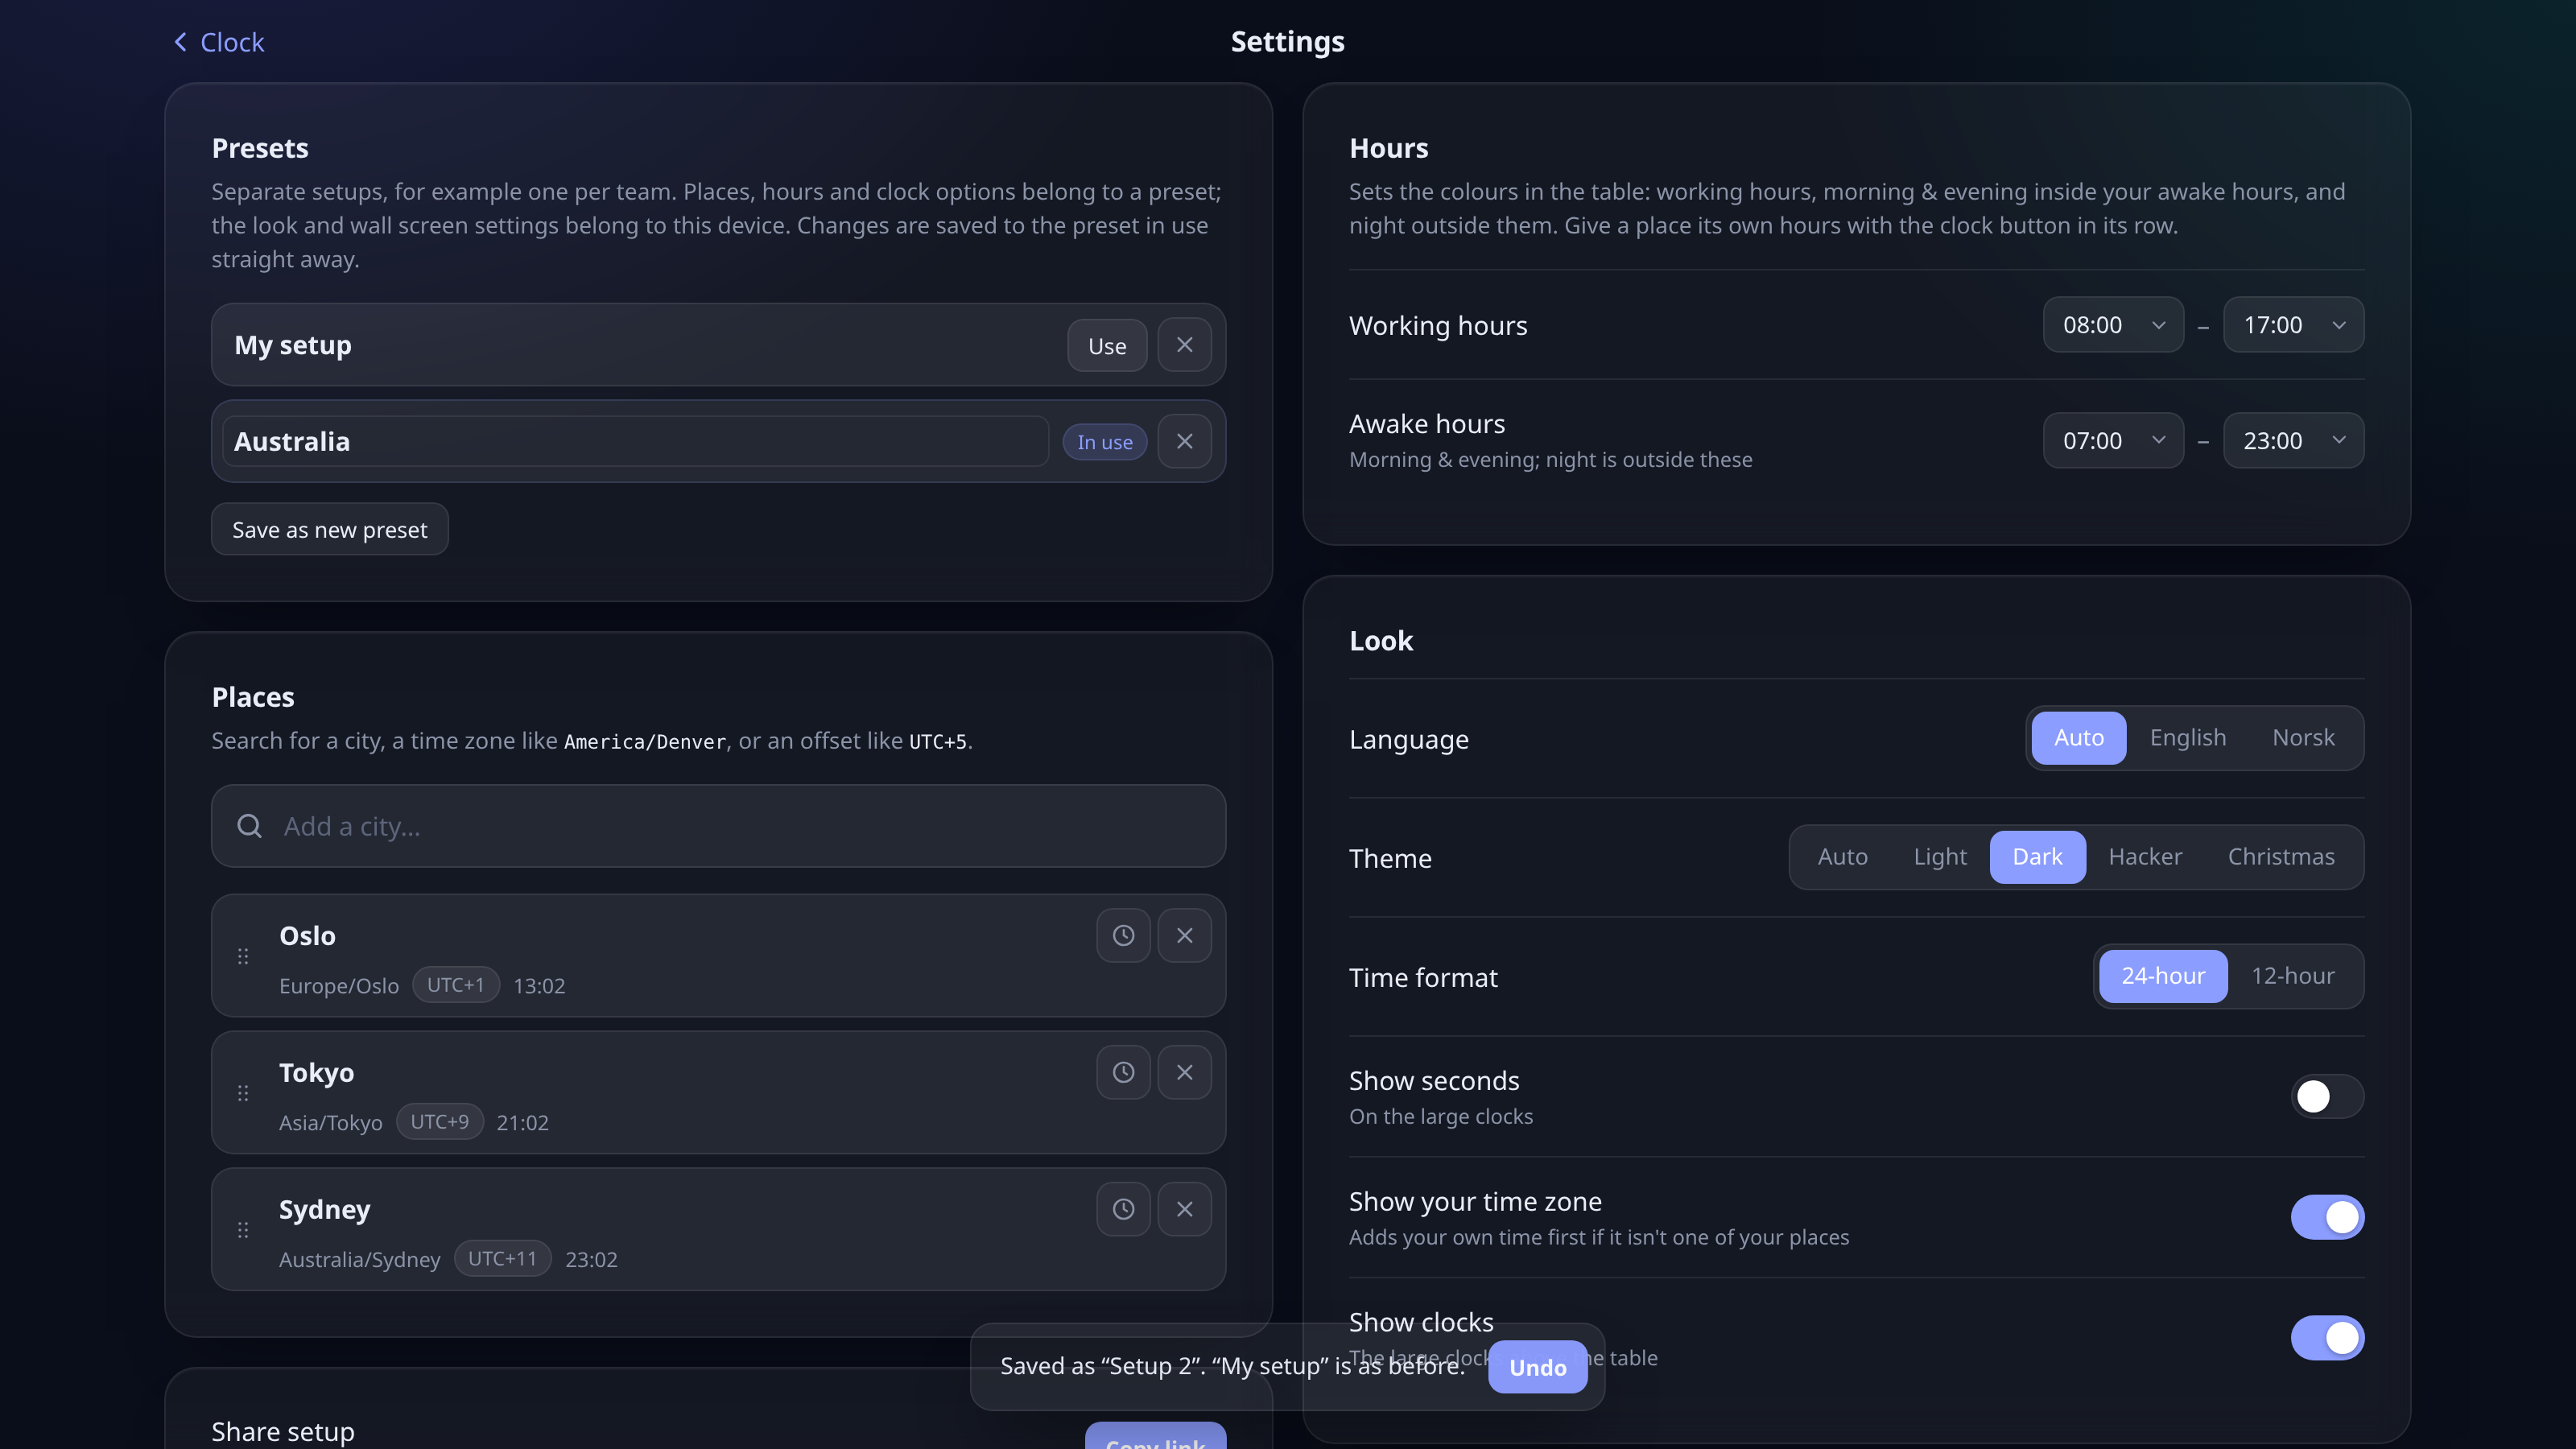 Clock
Settings
Presets
Separate setups, for example one per team. Places, hours and clock options belong to a preset;
the look and wall screen settings belong to this device. Changes are saved to the preset in use
straight away.
My setup
Use
Australia
In use
Save as new preset
Places
Search for a city, a time zone like America/Denver, or an offset like UTC+5.
Add a city...
Oslo
Europe/Oslo UTC+1 13:02
Tokyo
Asia/Tokyo UTC+9 21:02
Sydney
Australia/Sydney UTC+11 23:02
Share setup
Copy link
Hours
Sets the colours in the table: working hours, morning & evening inside your awake hours, and
night outside them. Give a place its own hours with the clock button in its row.
Working hours
08:00 – 17:00
Awake hours
Morning & evening; night is outside these
07:00 – 23:00
Look
Language
Auto English Norsk
Theme
Auto Light Dark Hacker Christmas
Time format
24-hour 12-hour
Show seconds
On the large clocks
Show your time zone
Adds your own time first if it isn't one of your places
Show clocks
The large clock the table
Saved as “Setup 2”. “My setup” is as before.
Undo